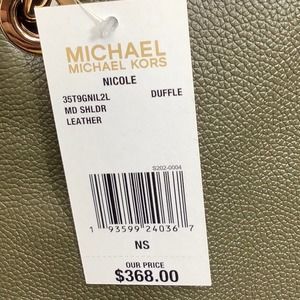 MICHAEL
MICHAEL KORS
NICOLE
35T9GNIL2L DUFFLE
MD SHLDR
LEATHER
S202-0004
1 93599 24036 7
NS
OUR PRICE
$368.00